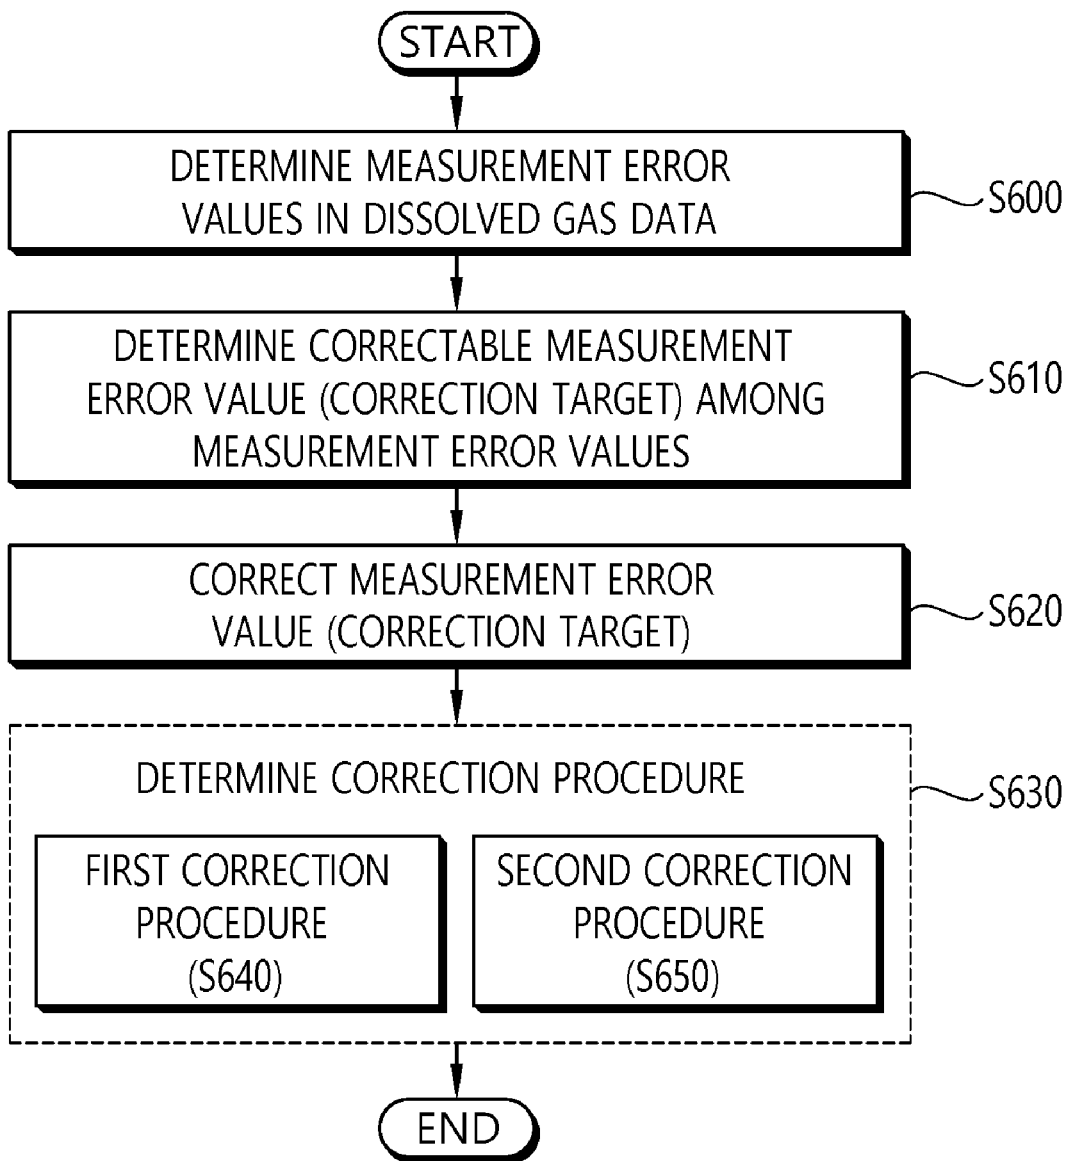 START
DETERMINE MEASUREMENT ERROR
VALUES IN DISSOLVED GAS DATA
S600
DETERMINE CORRECTABLE MEASUREMENT
ERROR VALUE (CORRECTION TARGET) AMONG
MEASUREMENT ERROR VALUES
S610
CORRECT MEASUREMENT ERROR
VALUE (CORRECTION TARGET)
S620
DETERMINE CORRECTION PROCEDURE
S630
FIRST CORRECTION
PROCEDURE
(S640)
SECOND CORRECTION
PROCEDURE
(S650)
END